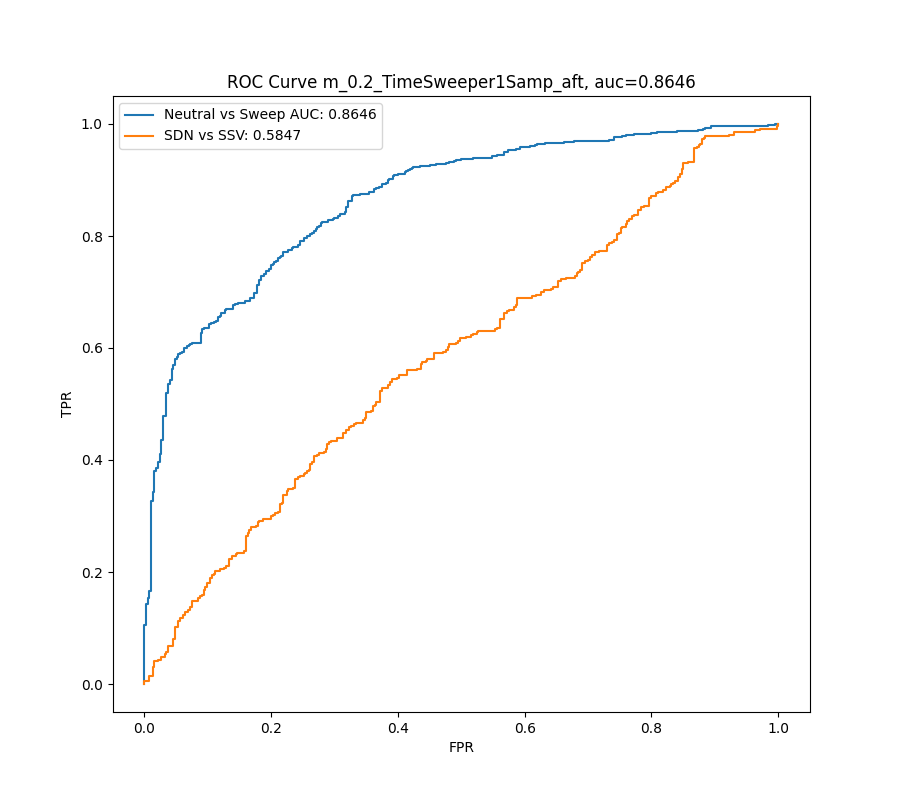 ROC Curve m_0.2_TimeSweeper1Samp_aft, auc=0.8646
Neutral vs Sweep AUC: 0.8646
SDN vs SSV: 0.5847
1.0
0.8
0.6
0.4
0.2
0.0
TPR
0.0 0.2 0.4 0.6 0.8 1.0
FPR